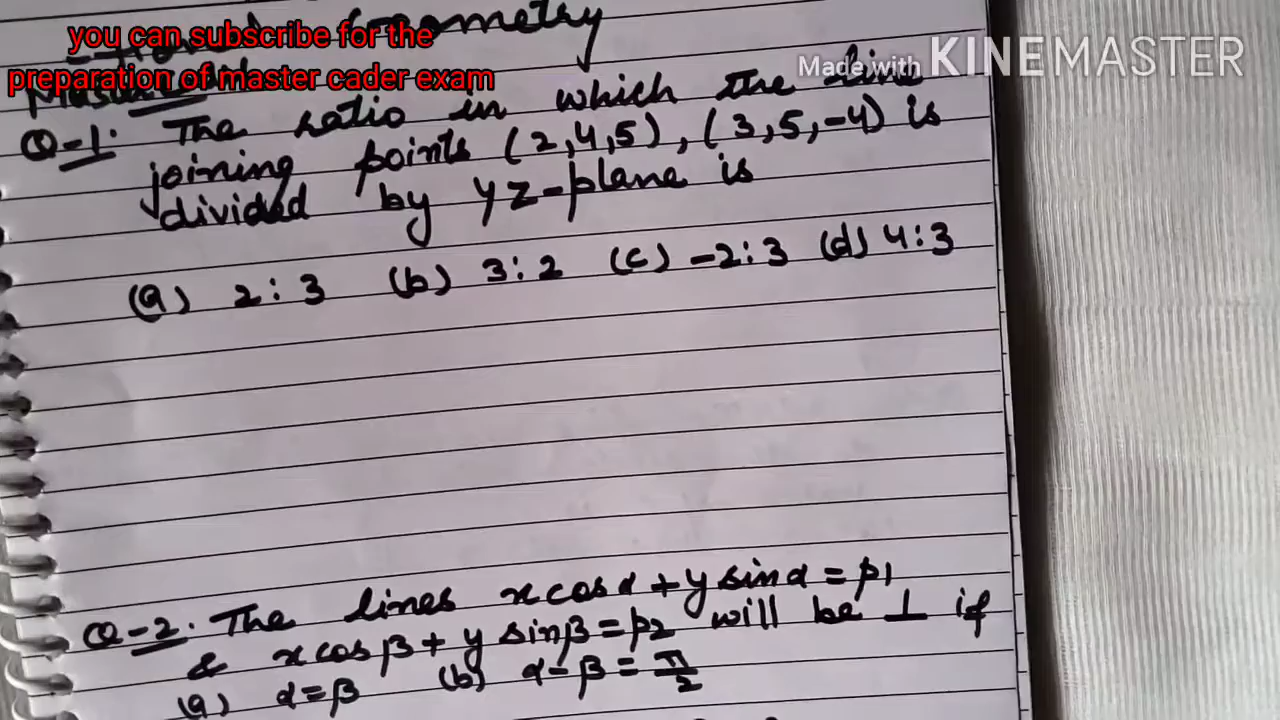 Geometry
you can subscribe for the
preparation of master cader exam
Made with KINEMASTER
Q-1. The ratio in which the line
joining points (2,4,5), (3,5,-4) is
divided by YZ-plane is
(a) 2:3 (b) 3:2 (c) -2:3 (d) 4:3
Q-2. The lines x cos α + y sin α = p1
& x cos β + y sin β = p2 will be ⊥ if
(a) α = β (b) α - β = π/2